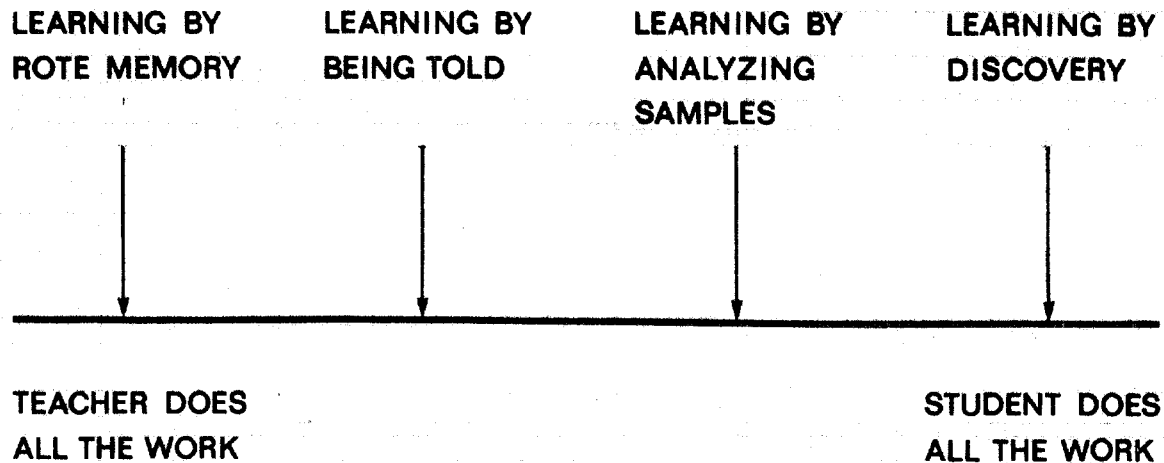 LEARNING BY
ROTE MEMORY
LEARNING BY
BEING TOLD
LEARNING BY
ANALYZING
SAMPLES
LEARNING BY
DISCOVERY
TEACHER DOES
ALL THE WORK
STUDENT DOES
ALL THE WORK